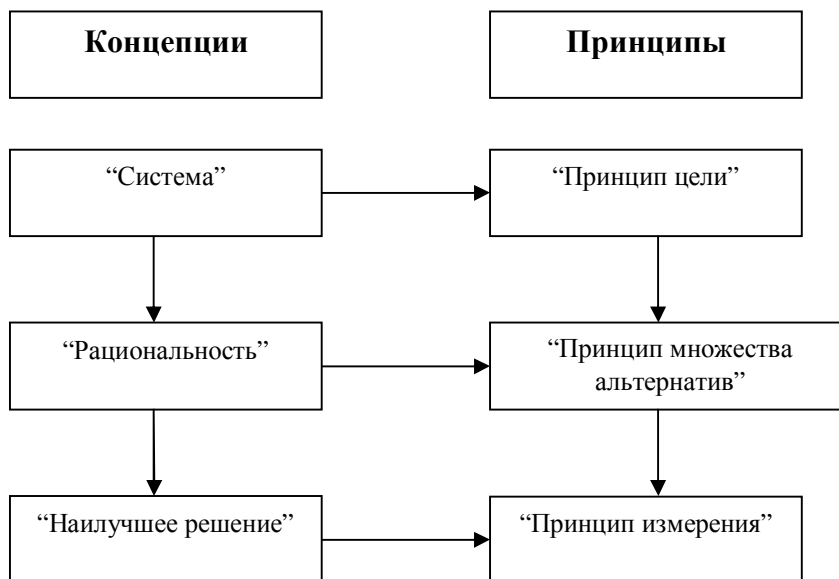 Концепции
Принципы
“Система”
“Принцип цели”
“Рациональность”
“Принцип множества
альтернатив”
“Наилучшее решение”
“Принцип измерения”